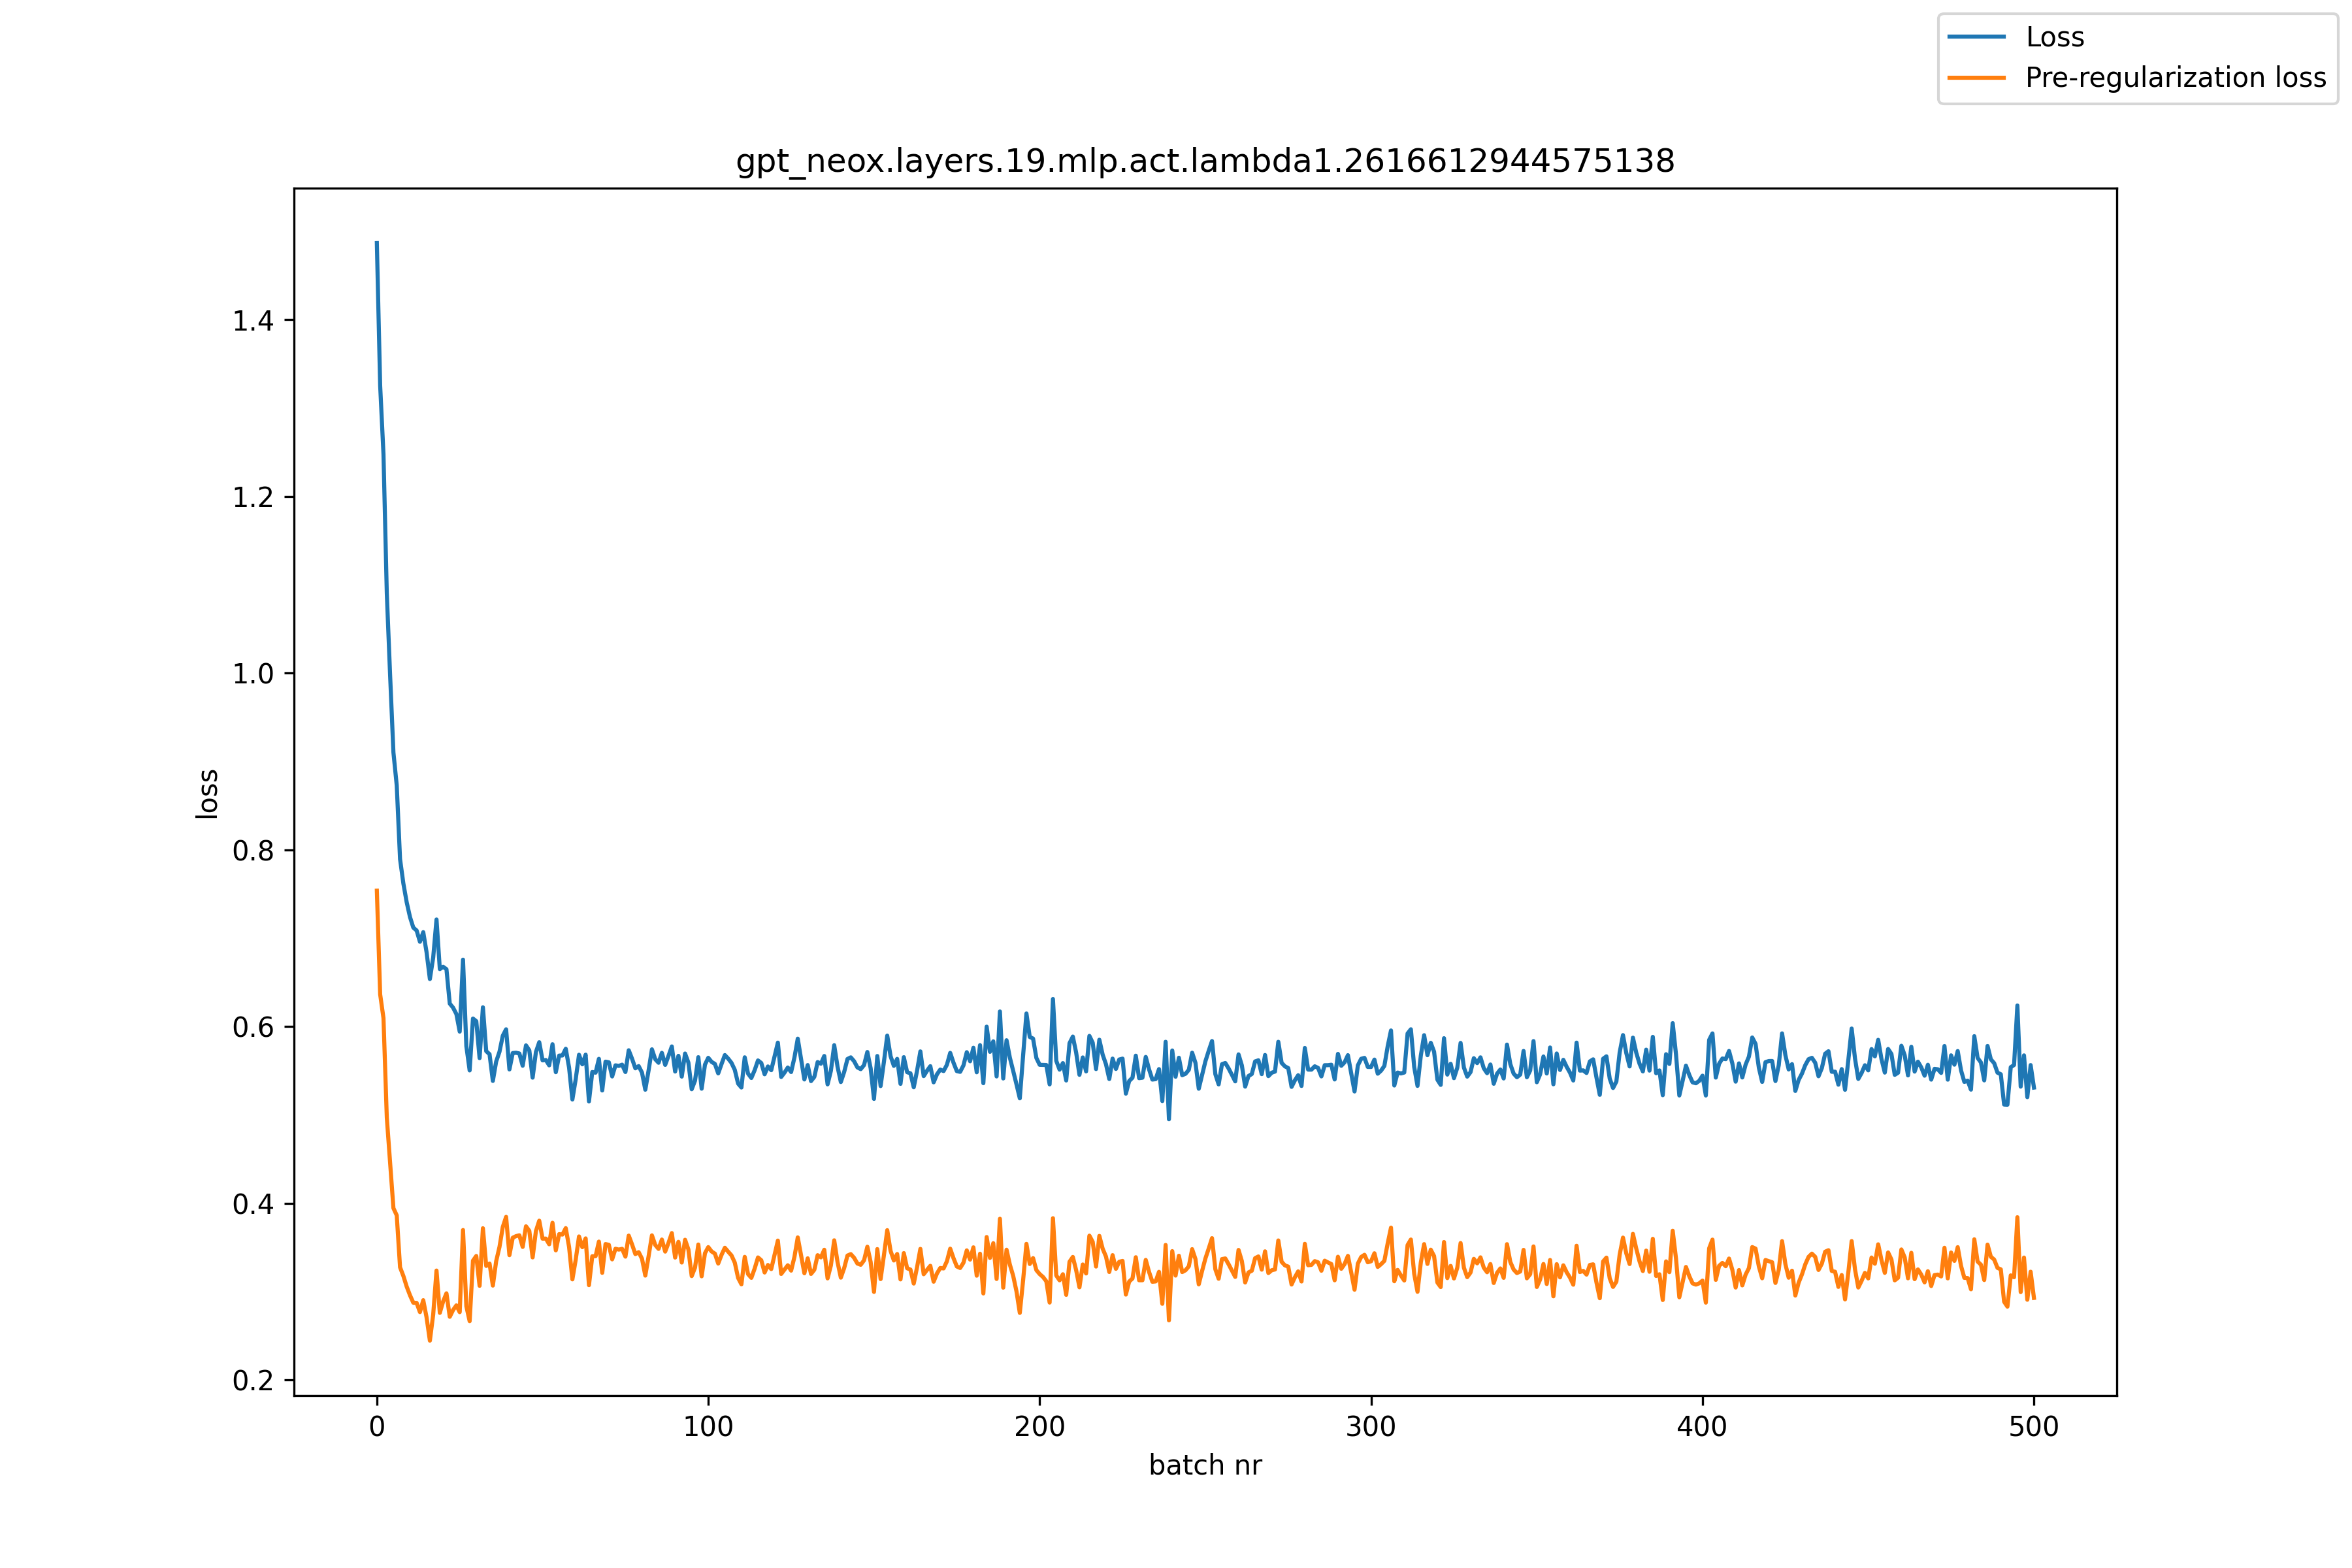 Loss
Pre-regularization loss
gpt_neox.layers.19.mlp.act.lambda1.2616612944575138
1.4
1.2
1.0
0.8
0.6
0.4
0.2
loss
0 100 200 300 400 500
batch nr